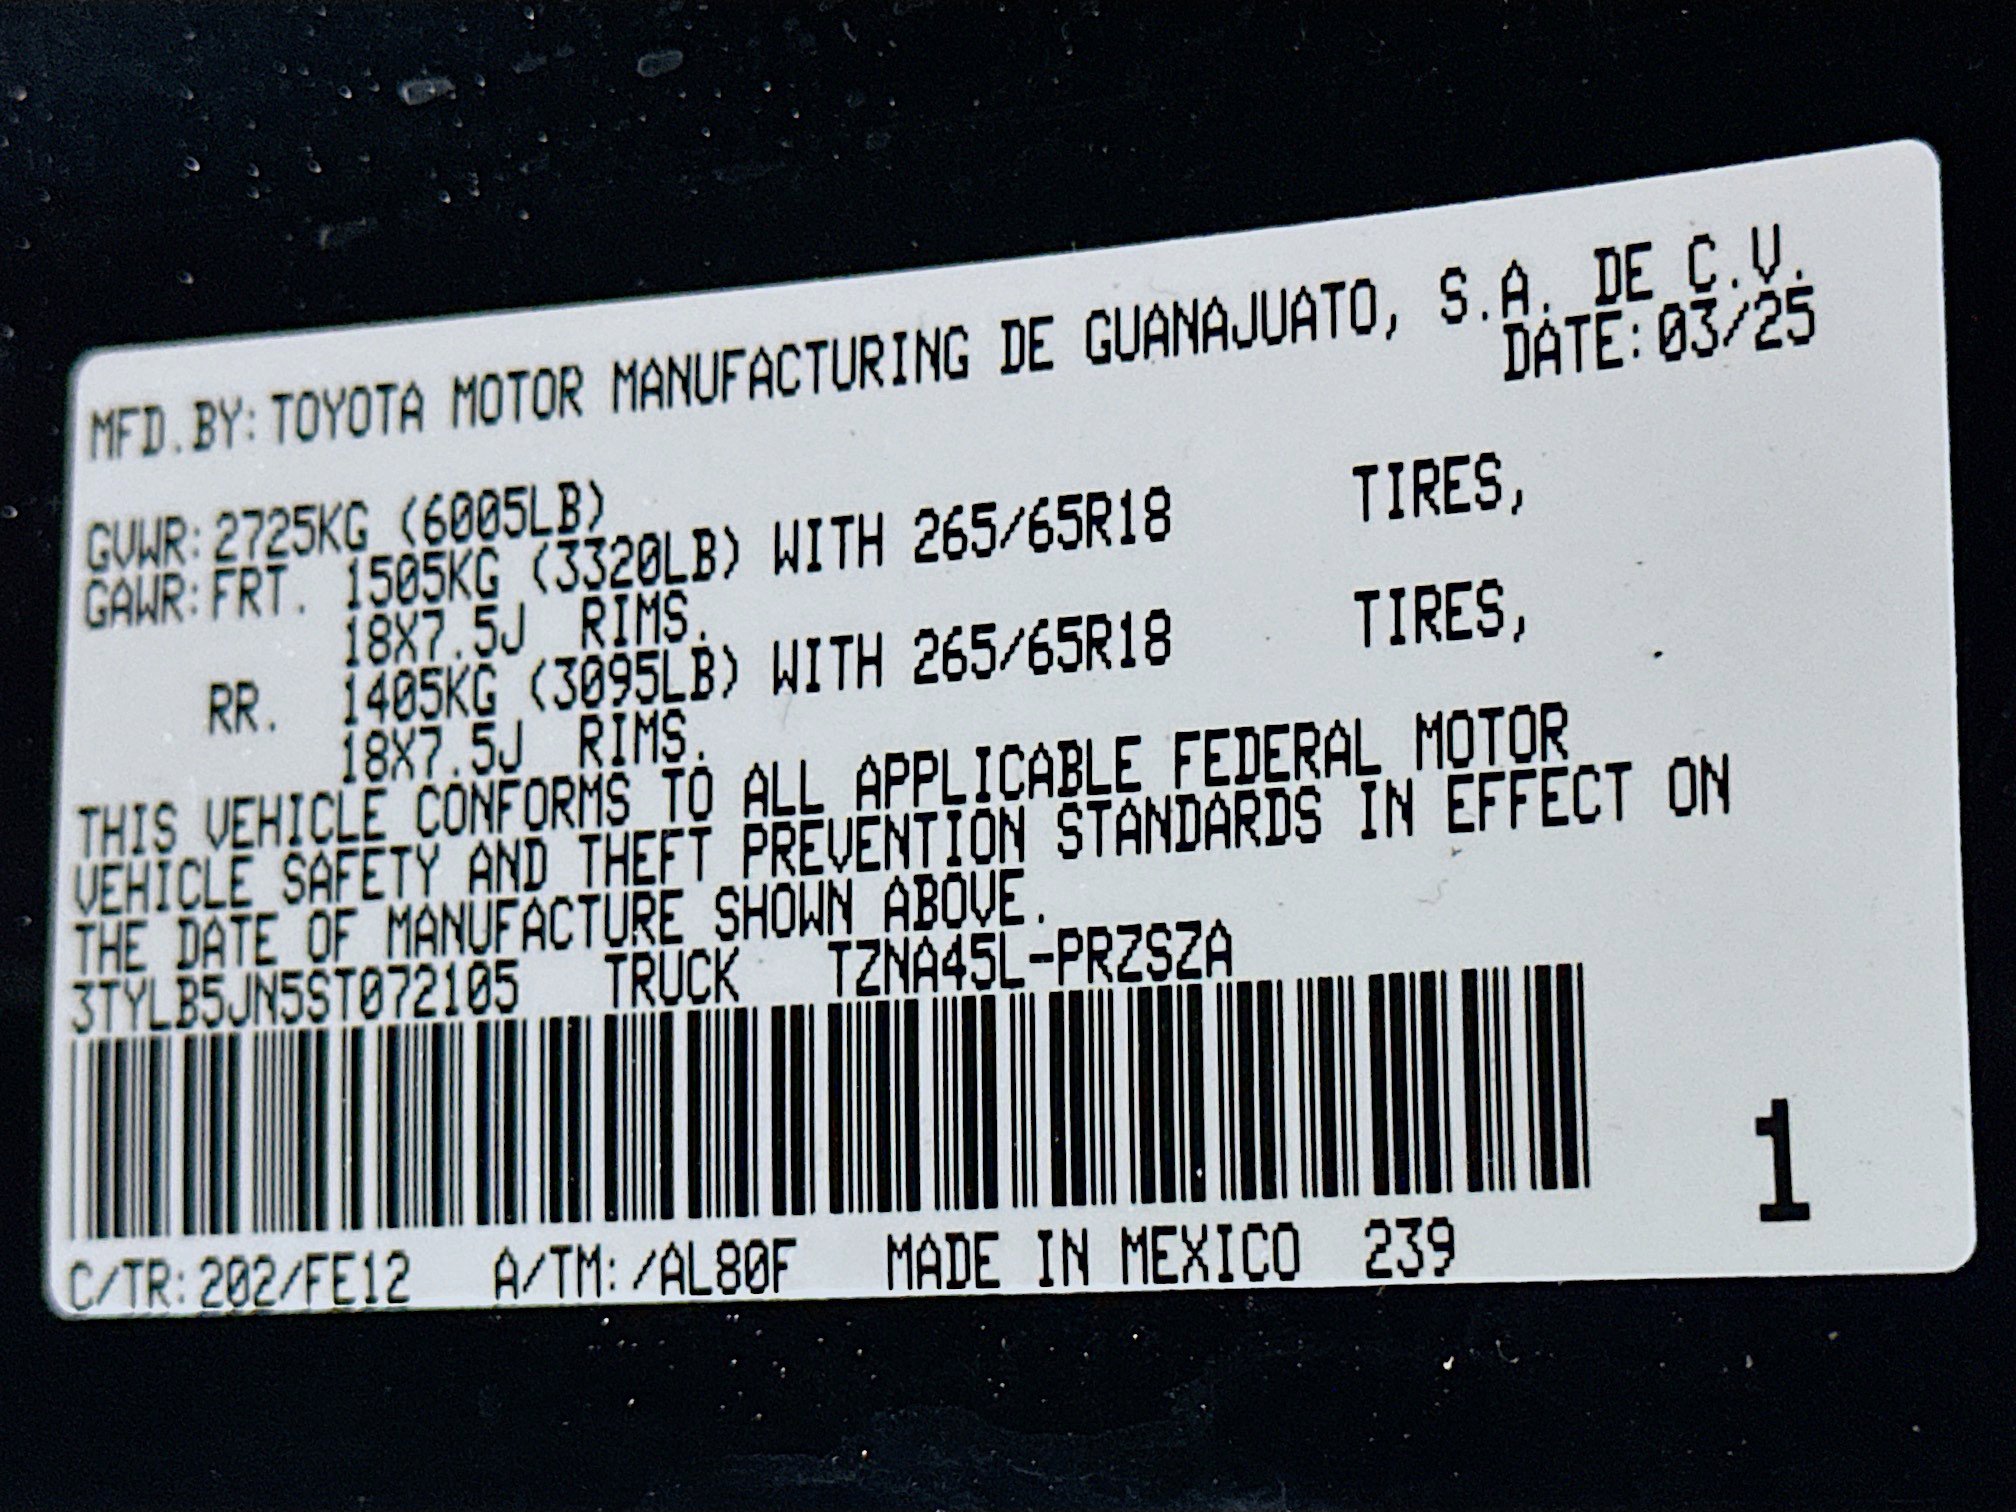 MFD.BY:TOYOTA MOTOR MANUFACTURING DE GUANAJUATO, S.A. DE C.V.
DATE:03/25
GVWR:2725KG (6005LB)
GAWR:FRT. 1505KG (3320LB) WITH 265/65R18 TIRES,
18X7.5J RIMS.
RR. 1405KG (3095LB) WITH 265/65R18 TIRES,
18X7.5J RIMS.
THIS VEHICLE CONFORMS TO ALL APPLICABLE FEDERAL MOTOR
VEHICLE SAFETY AND THEFT PREVENTION STANDARDS IN EFFECT ON
THE DATE OF MANUFACTURE SHOWN ABOVE.
3TYLB5JN5ST072105 TRUCK TZNA45L-PRZSZA
1
C/TR:202/FE12 A/TM:/AL80F MADE IN MEXICO 239